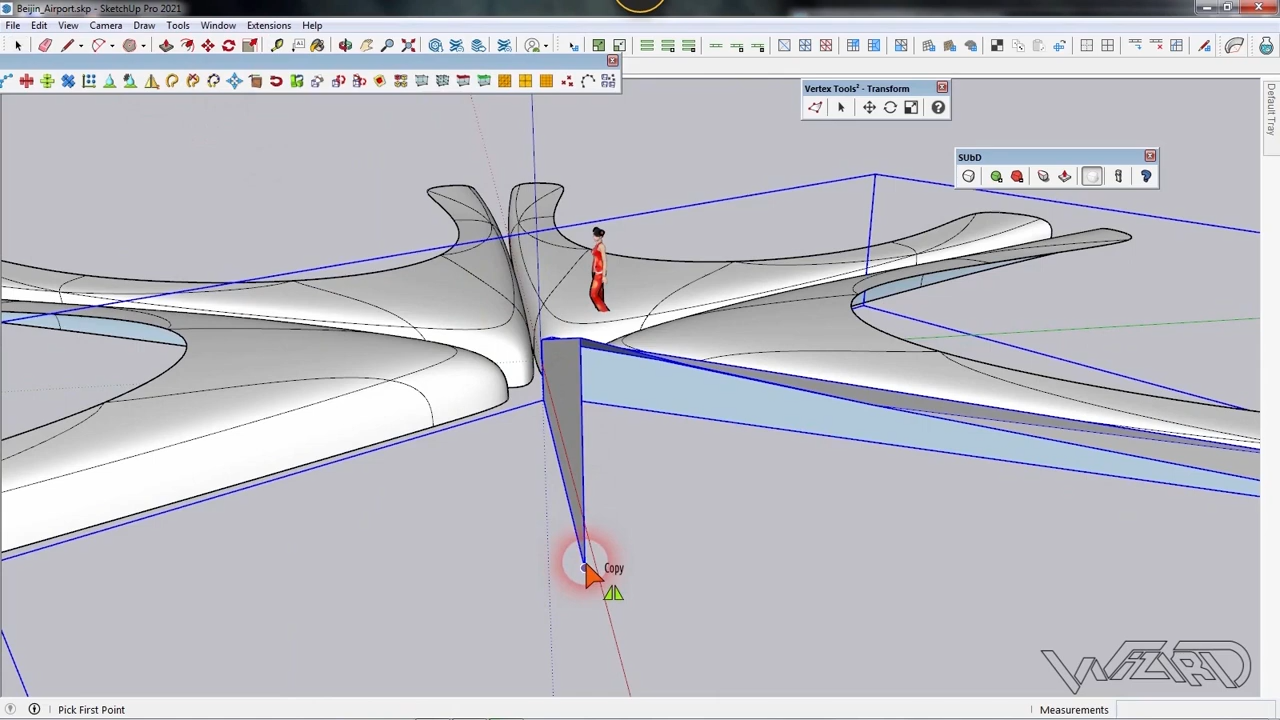 Beijin_Airport.skp - SketchUp Pro 2021
File Edit View Camera Draw Tools Window Extensions Help
Vertex Tools² - Transform
Default Tray
SUbD
Copy
WIZARD
Pick First Point
Measurements